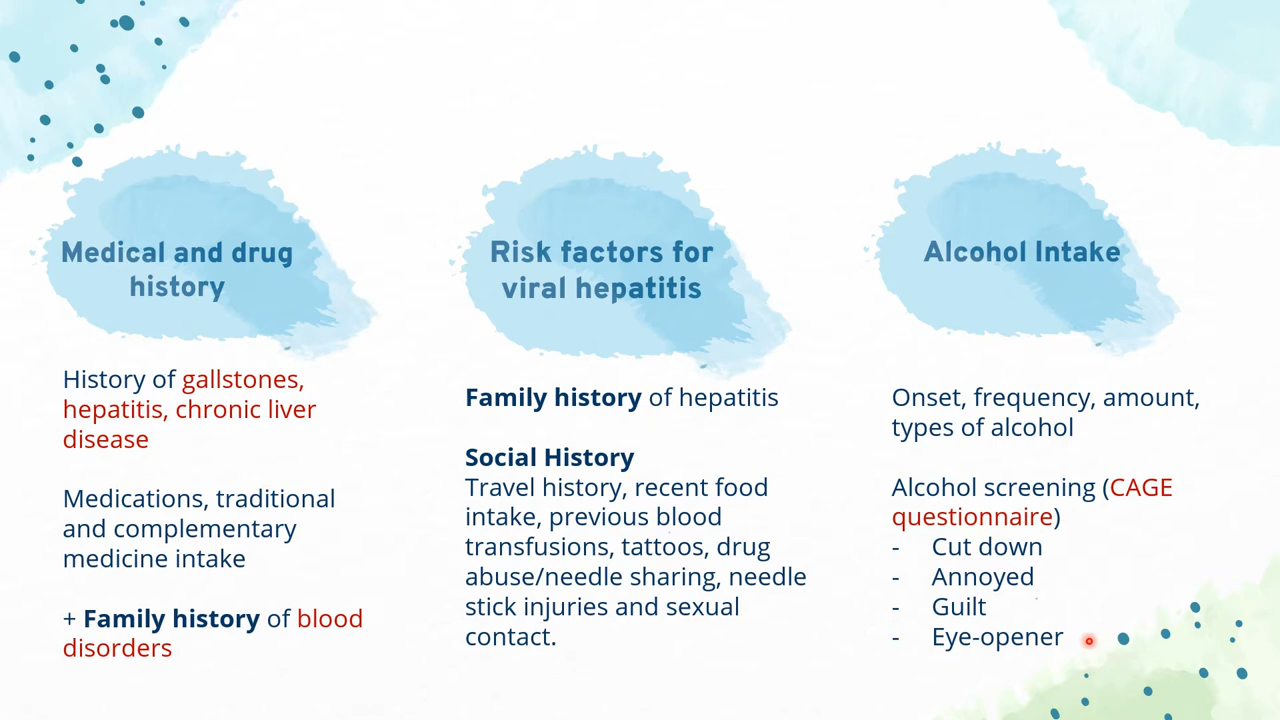 Medical and drug
history
History of gallstones,
hepatitis, chronic liver
disease
Medications, traditional
and complementary
medicine intake
+ Family history of blood
disorders
Risk factors for
viral hepatitis
Family history of hepatitis
Social History
Travel history, recent food
intake, previous blood
transfusions, tattoos, drug
abuse/needle sharing, needle
stick injuries and sexual
contact.
Alcohol Intake
Onset, frequency, amount,
types of alcohol
Alcohol screening (CAGE
questionnaire)
- Cut down
- Annoyed
- Guilt
- Eye-opener